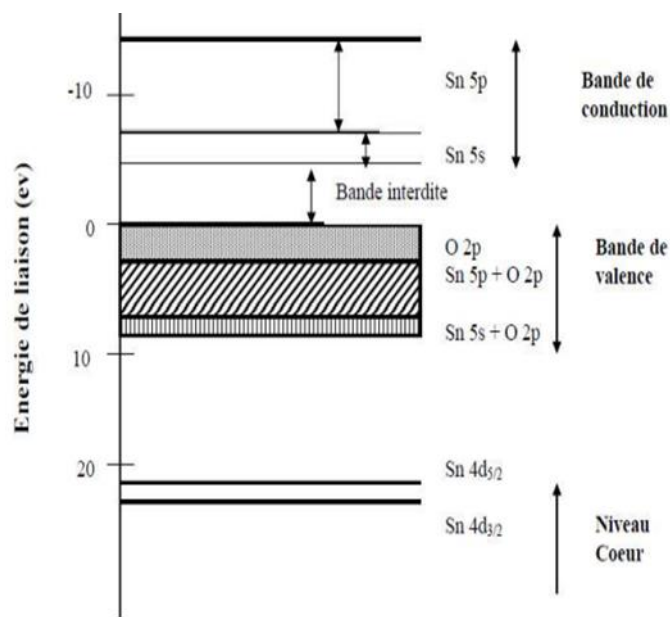 Energie de liaison (ev)
-10
0
10
20
Sn 5p
Sn 5s
Bande interdite
O 2p
Sn 5p + O 2p
Sn 5s + O 2p
Sn 4d5/2
Sn 4d3/2
Bande de
conduction
Bande de
valence
Niveau
Coeur